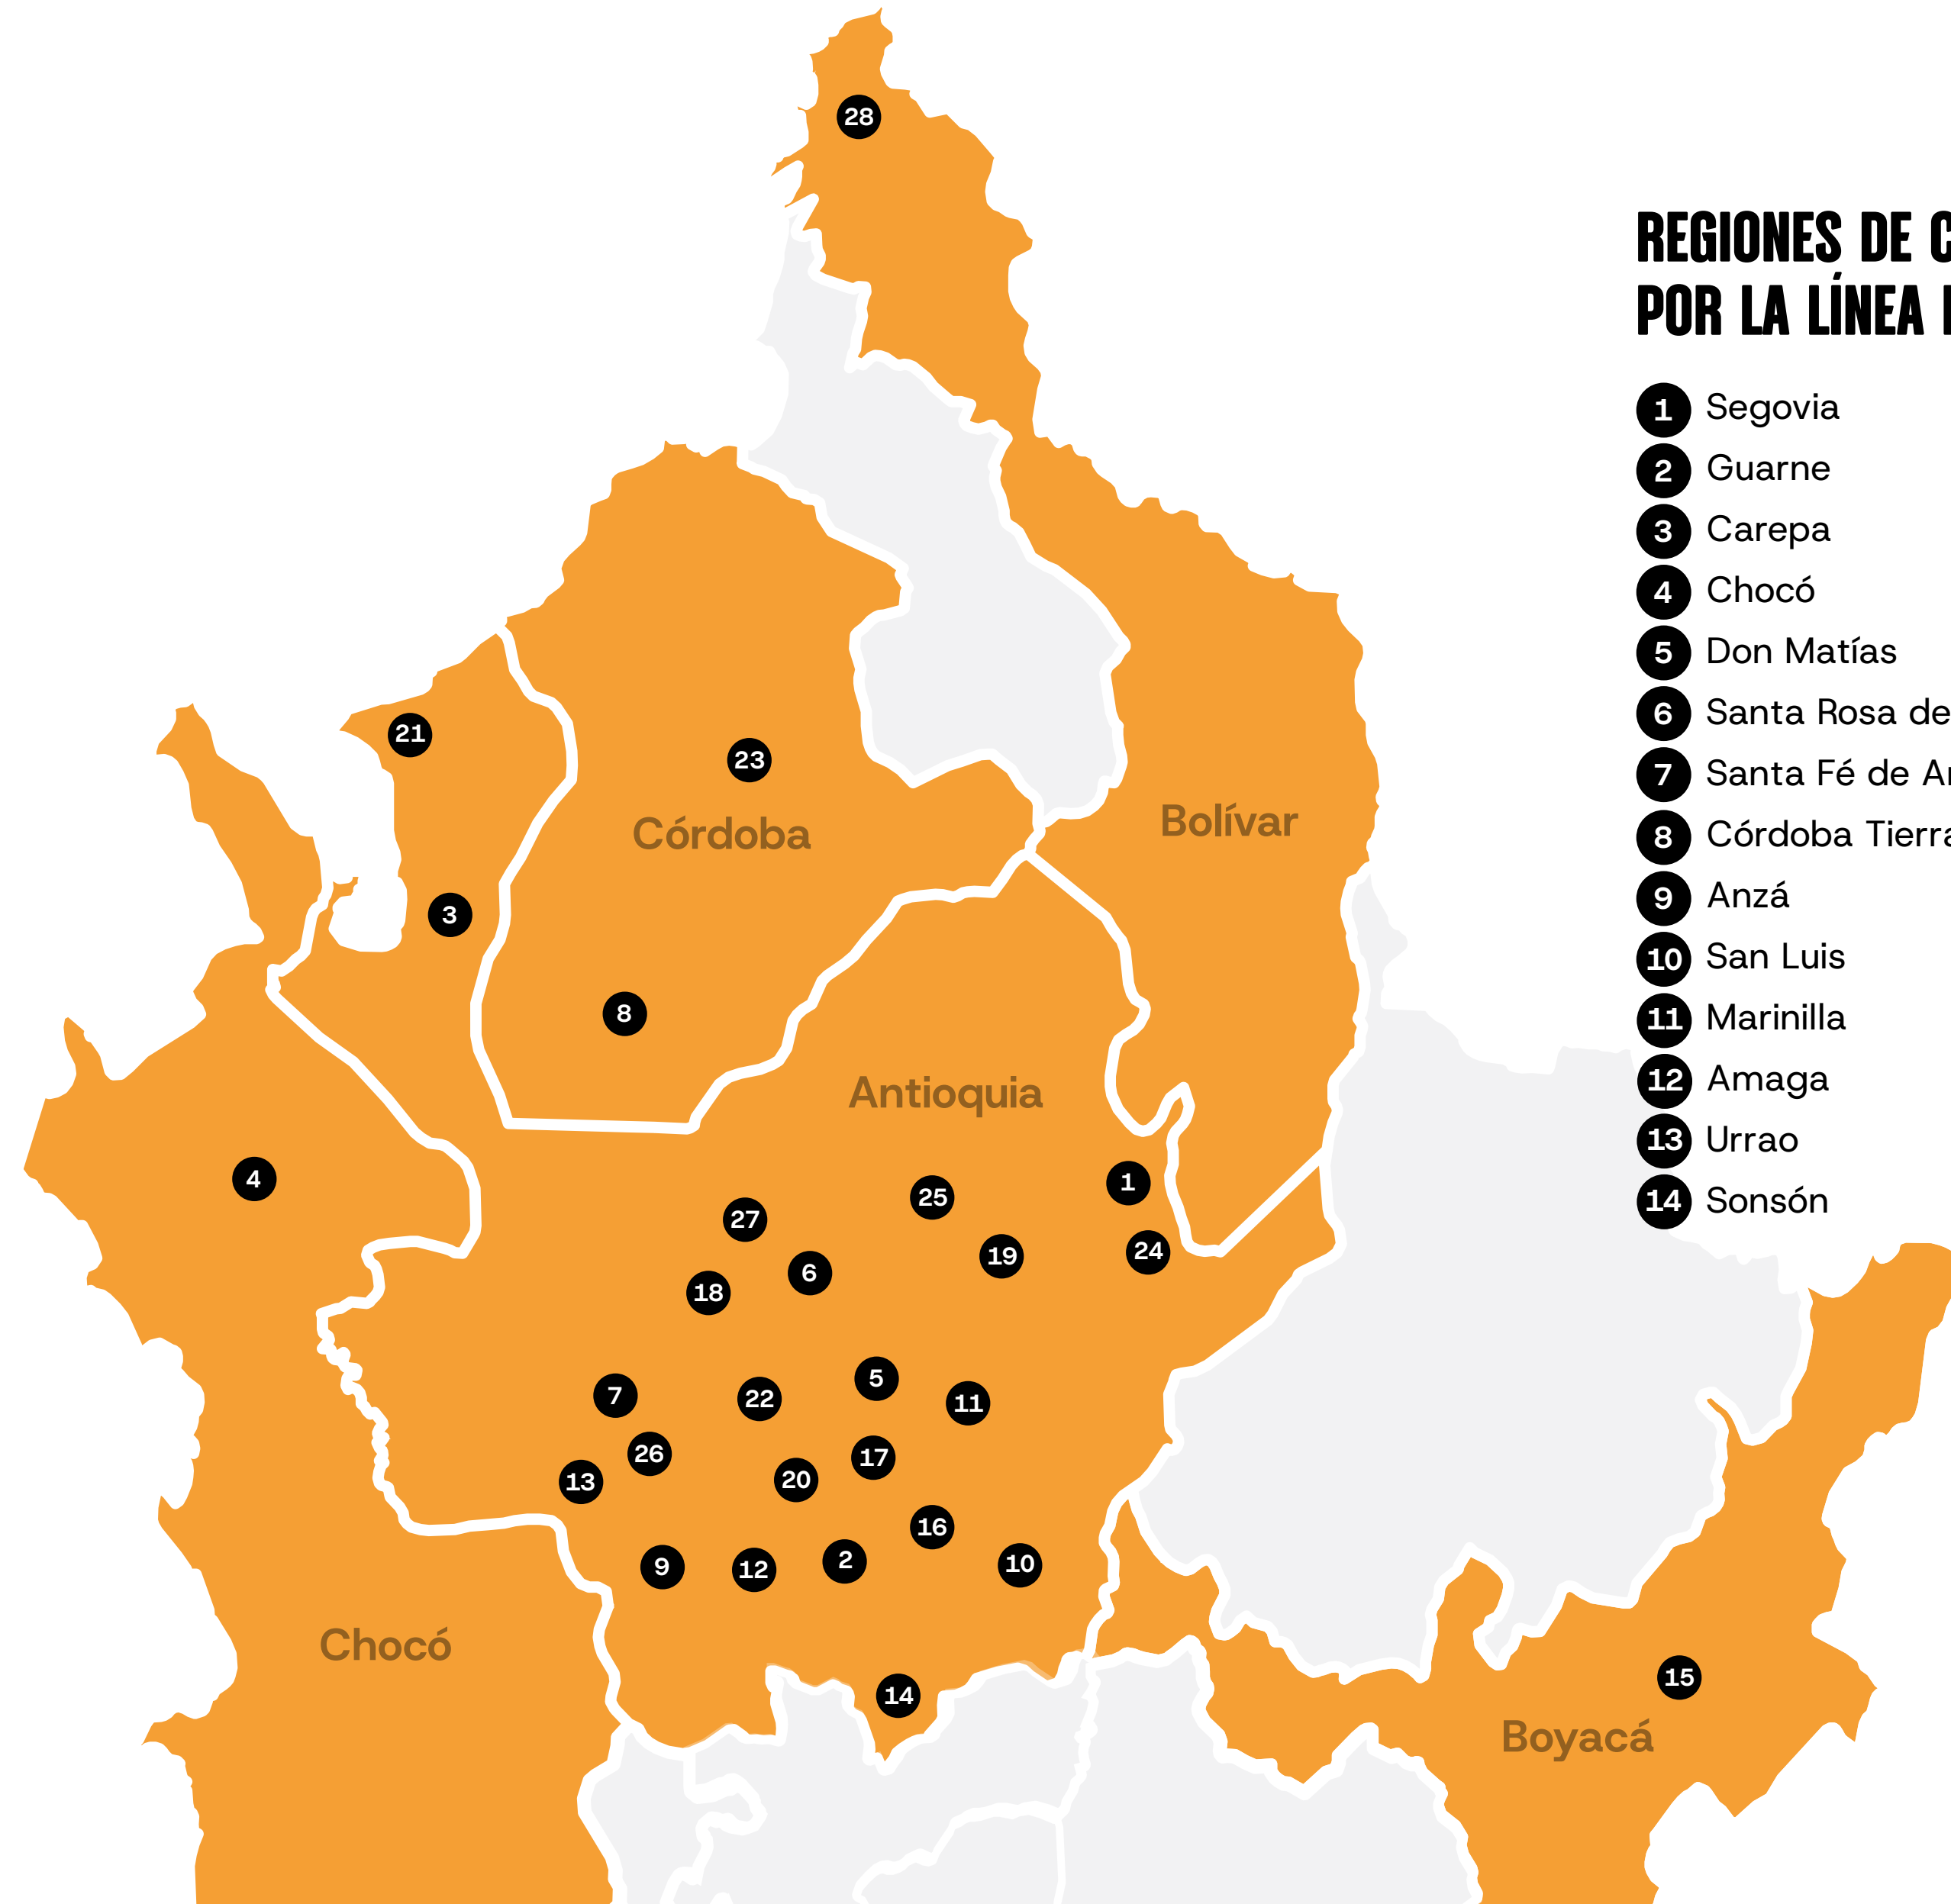 28
REGIONES DE
POR LA LÍNEA
1 Segovia
2 Guarne
3 Carepa
4 Chocó
5 Don Matías
6 Santa Rosa de
7 Santa Fé de
8 Córdoba Tierra
9 Anzá
10 San Luis
11 Marinilla
12 Amaga
13 Urrao
14 Sonsón
21
23
Córdoba
Bolívar
3
8
Antioquia
4
1
25
27
24
19
6
18
5
7
22
11
26
17
13
20
16
2
10
9
12
Chocó
15
14
Boyacá